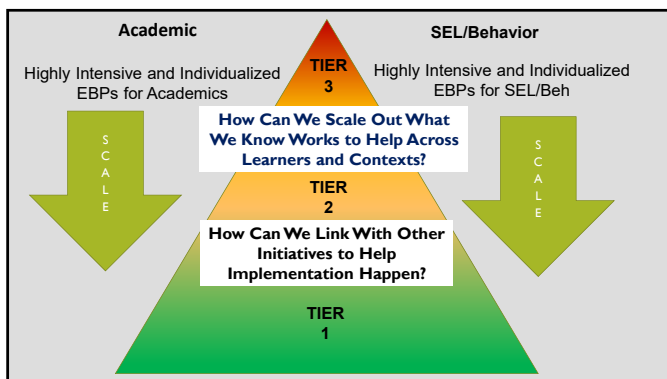 Academic
SEL/Behavior
Highly Intensive and Individualized
EBPs for Academics
Highly Intensive and Individualized
EBPs for SEL/Beh
TIER
3
How Can We Scale Out What
We Know Works to Help Across
Learners and Contexts?
SCALE
SCALE
TIER
2
How Can We Link With Other
Initiatives to Help
Implementation Happen?
TIER
1